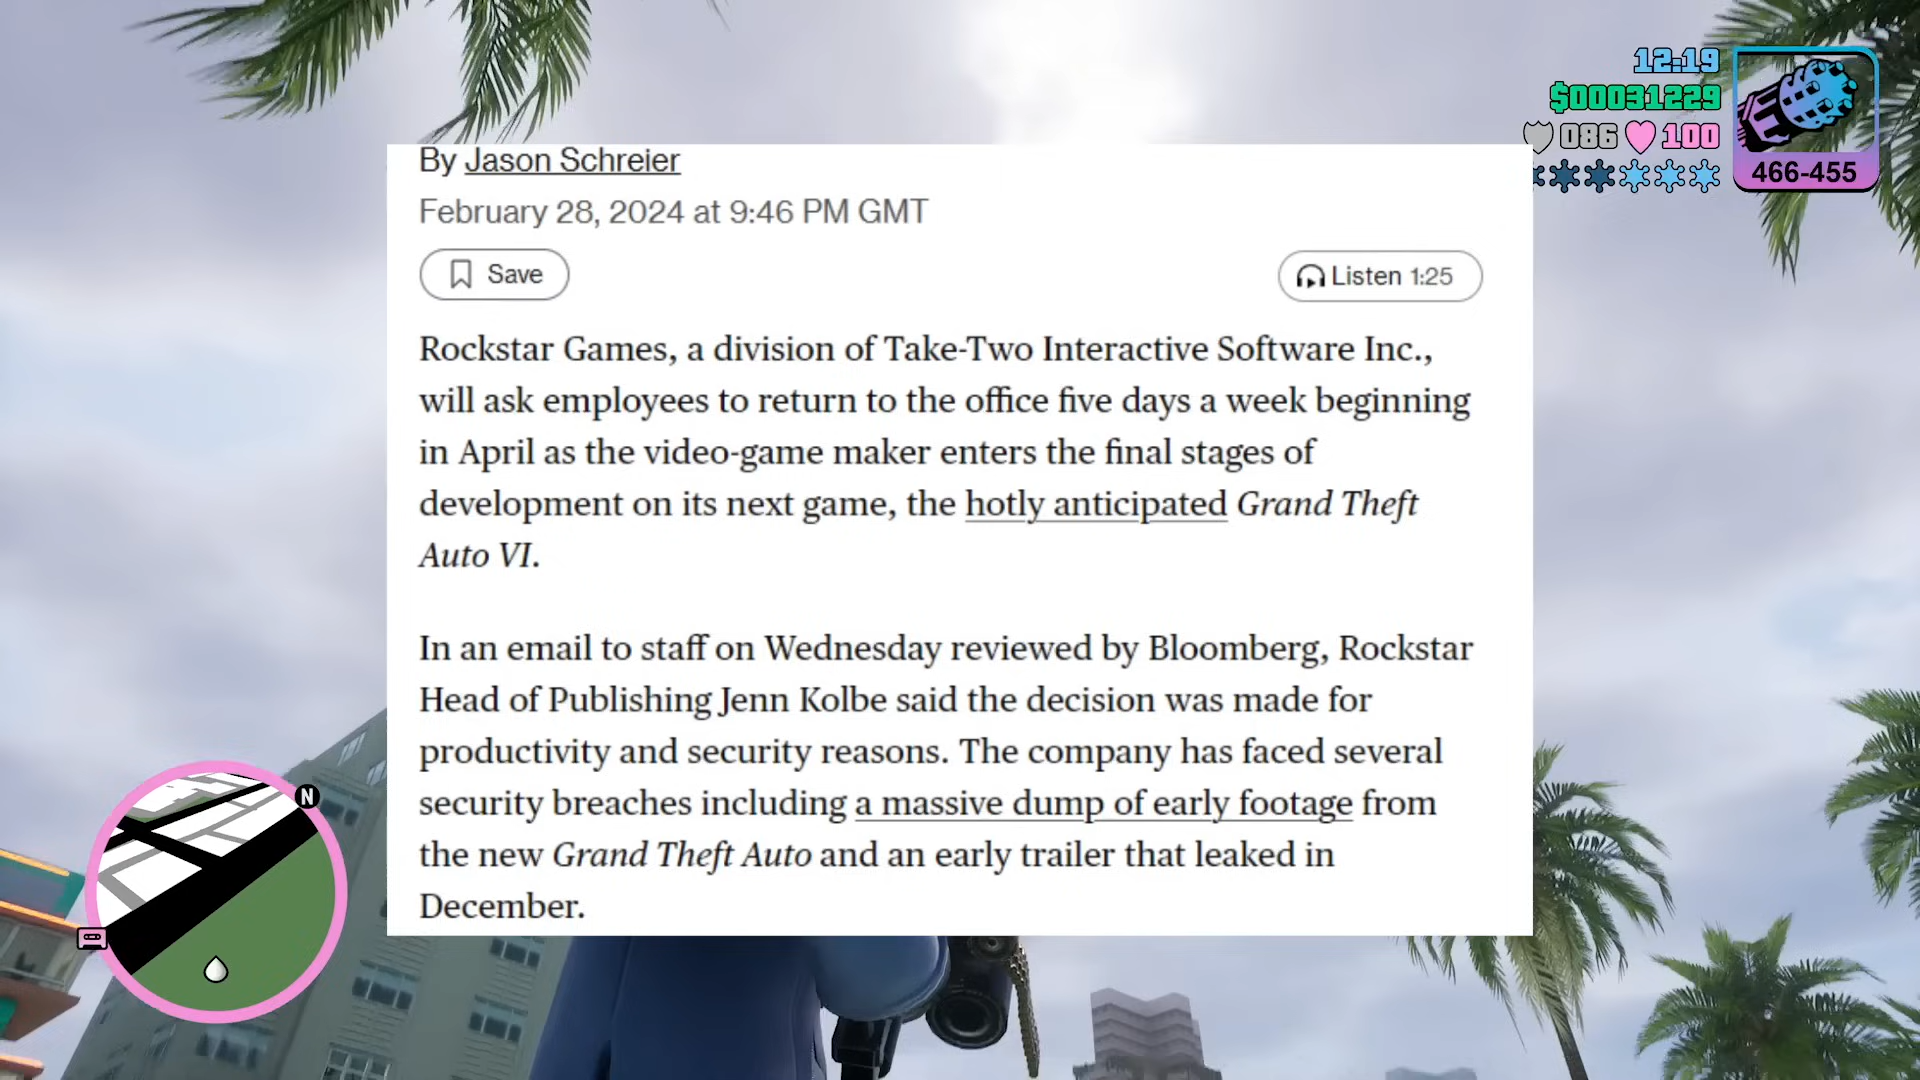 12:19
$00031229
086 100
466-455
By Jason Schreier
February 28, 2024 at 9:46 PM GMT
Save
Listen 1:25
Rockstar Games, a division of Take-Two Interactive Software Inc.,
will ask employees to return to the office five days a week beginning
in April as the video-game maker enters the final stages of
development on its next game, the hotly anticipated Grand Theft
Auto VI.
In an email to staff on Wednesday reviewed by Bloomberg, Rockstar
Head of Publishing Jenn Kolbe said the decision was made for
productivity and security reasons. The company has faced several
security breaches including a massive dump of early footage from
the new Grand Theft Auto and an early trailer that leaked in
December.
N